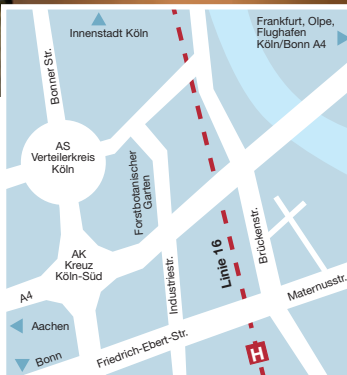 Innenstadt Köln
Frankfurt, Olpe,
Flughafen
Köln/Bonn A4
Bonner Str.
AS
Verteilerkreis
Köln
Forstbotanischer
Garten
AK
Kreuz
Köln-Süd
A4
Industriestr.
Linie 16
Brückenstr.
Maternusstr.
Aachen
Bonn
Friedrich-Ebert-Str.
H